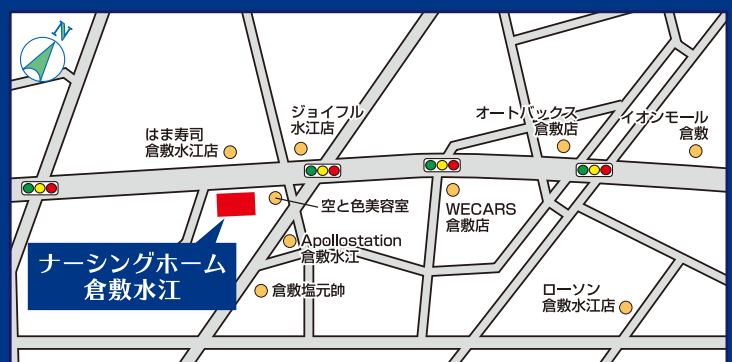 N
はま寿司
倉敷水江店
ジョイフル
水江店
オートバックス
倉敷店
イオンモール
倉敷
空と色美容室
WECARS
倉敷店
Apollostation
倉敷水江
ナーシングホーム
倉敷水江
倉敷塩元帥
ローソン
倉敷水江店